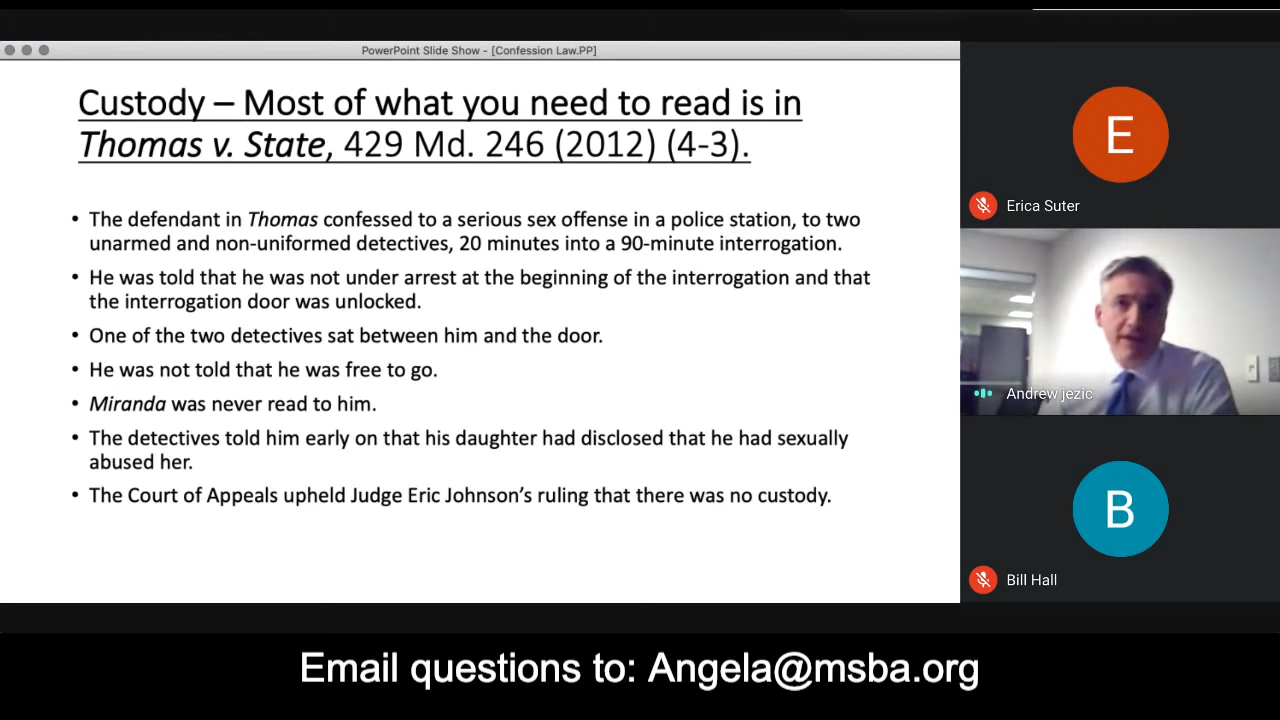 PowerPoint Slide Show - [Confession Law.PP]
Custody – Most of what you need to read is in
Thomas v. State, 429 Md. 246 (2012) (4-3).
• The defendant in Thomas confessed to a serious sex offense in a police station, to two
unarmed and non-uniformed detectives, 20 minutes into a 90-minute interrogation.
• He was told that he was not under arrest at the beginning of the interrogation and that
the interrogation door was unlocked.
• One of the two detectives sat between him and the door.
• He was not told that he was free to go.
• Miranda was never read to him.
• The detectives told him early on that his daughter had disclosed that he had sexually
abused her.
• The Court of Appeals upheld Judge Eric Johnson’s ruling that there was no custody.
E
Erica Suter
Andrew jezic
B
Bill Hall
Email questions to: Angela@msba.org